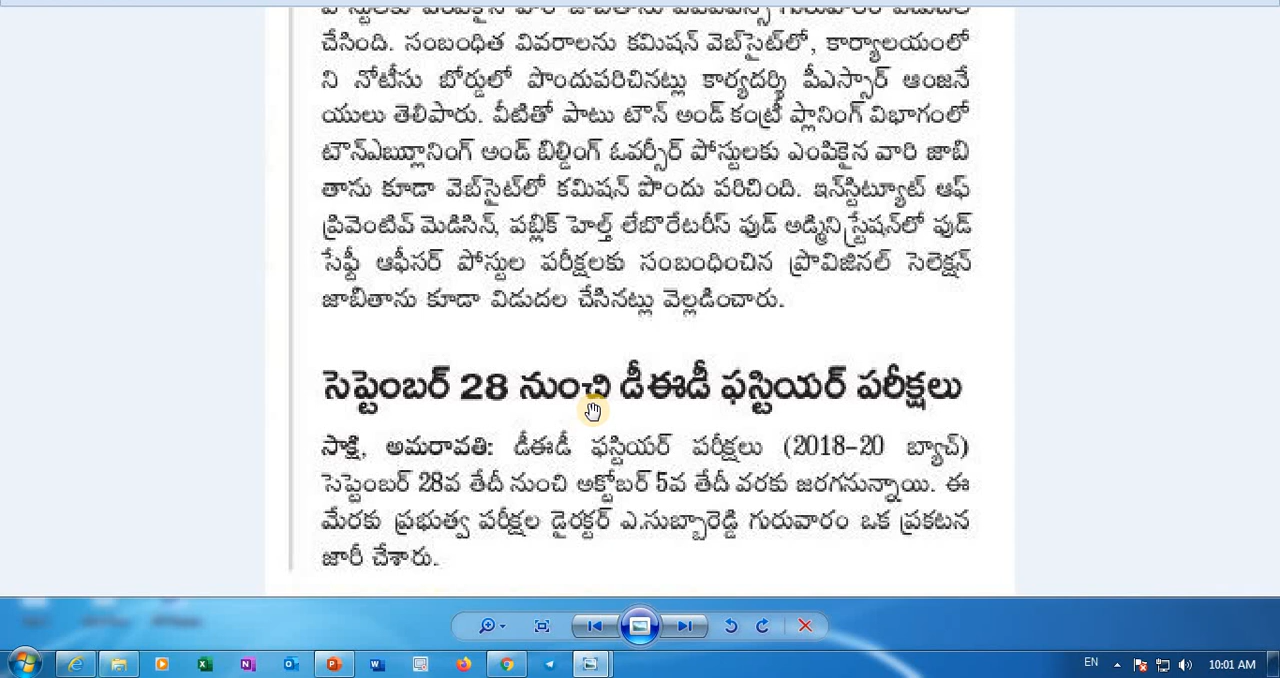 చేసింది. సంబంధిత వివరాలను కమిషన్ వెబ్‌సైట్‌లో, కార్యాలయంలో
ని నోటీసు బోర్డులో పొందుపరిచినట్లు కార్యదర్శి పీఎస్సార్ ఆంజనే
యులు తెలిపారు. వీటితో పాటు టౌన్ అండ్ కంట్రీ ప్లానింగ్ విభాగంలో
అండ్ బిల్డింగ్ ఓవర్సీర్ పోస్టులకు ఎంపికైన వారి జాబి
తాను కూడా వెబ్‌సైట్‌లో కమిషన్ పొందు పరిచింది. ఇన్‌స్టిట్యూట్ ఆఫ్
ప్రివెంటివ్ మెడిసిన్, పబ్లిక్ హెల్త్ లేబొరేటరీస్ ఫుడ్ అడ్మినిస్ట్రేషన్‌లో ఫుడ్
సేఫ్టీ ఆఫీసర్ పోస్టుల పరీక్షలకు సంబంధించిన ప్రొవిజినల్ సెలెక్షన్
జాబితాను కూడా విడుదల చేసినట్లు వెల్లడించారు.
సెప్టెంబర్ 28 నుంచి డీఈడీ ఫస్టియర్ పరీక్షలు
సాక్షి, అమరావతి: డీఈడీ ఫస్టియర్ పరీక్షలు (2018–20 బ్యాచ్)
సెప్టెంబర్ 28వ తేదీ నుంచి అక్టోబర్ 5వ తేదీ వరకు జరగనున్నాయి. ఈ
మేరకు ప్రభుత్వ పరీక్షల డైరక్టర్ ఎ.సుబ్బారెడ్డి గురువారం ఒక ప్రకటన
జారీ చేశారు.
EN
10:01 AM